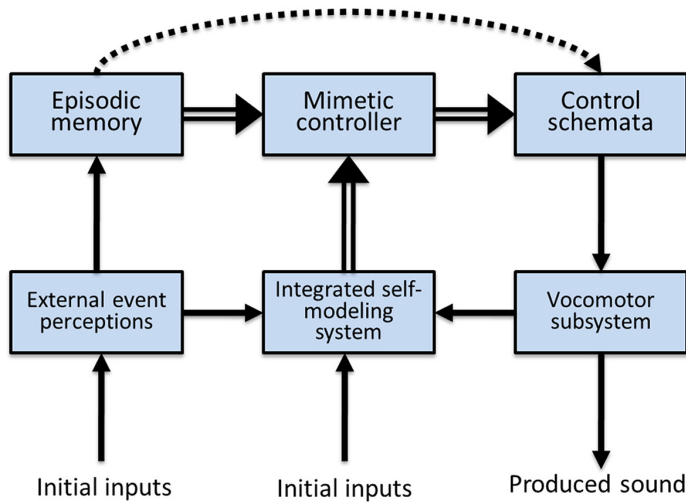 Episodic
memory
Mimetic
controller
Control
schemata
External event
perceptions
Integrated self-
modeling
system
Vocomotor
subsystem
Initial inputs
Initial inputs
Produced sound